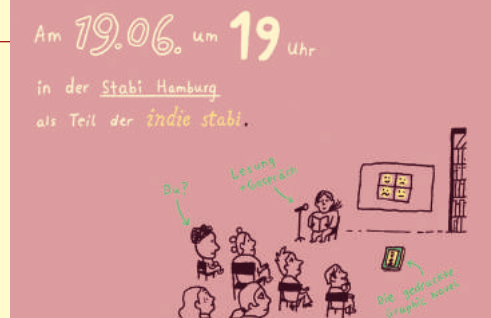 Am 19.06. um 19 Uhr
in der Stabi Hamburg
als Teil der indie stabi.
Du?
Lesung
+Gespräch
Die gedruckte
Graphic Novel